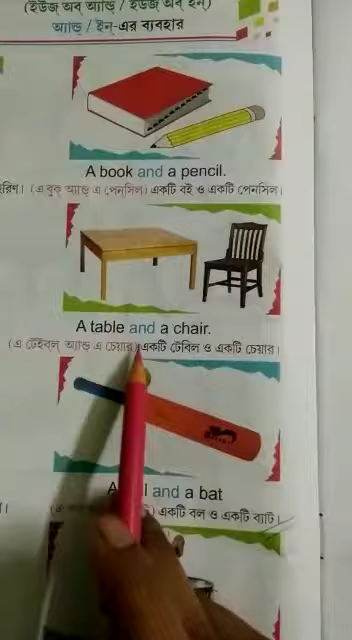 (ইউজ্ অব্ অ্যান্ড্ / ইউজ্ অব্ ইন্)
অ্যান্ড্ / ইন্-এর ব্যবহার
A book and a pencil.
(এ বুক্ অ্যান্ড্ এ পেনসিল) একটি বই ও একটি পেনসিল।
A table and a chair.
(এ টেইবল্ অ্যান্ড্ এ চেয়ার) একটি টেবিল ও একটি চেয়ার।
and a bat
একটি বল ও একটি ব্যাট।